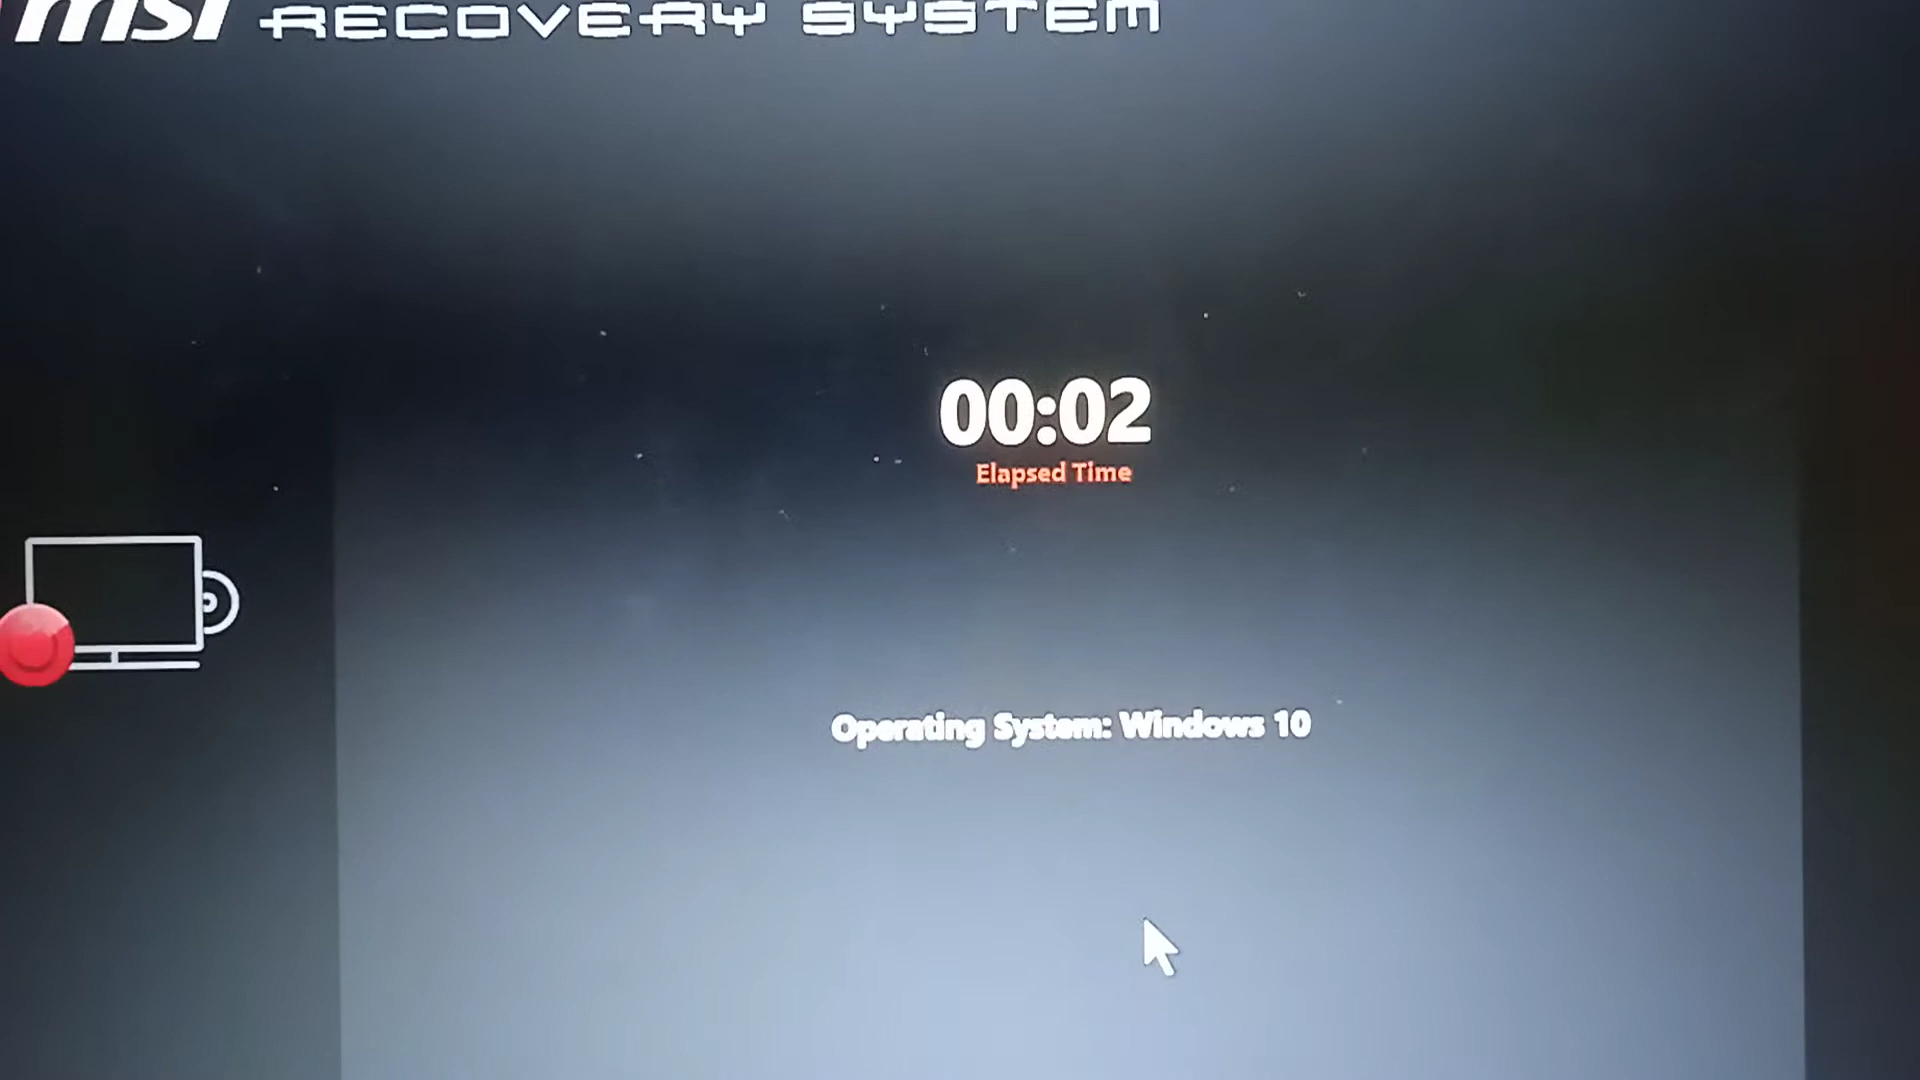 msi RECOVERY SYSTEM
00:02
Elapsed Time
Operating System: Windows 10